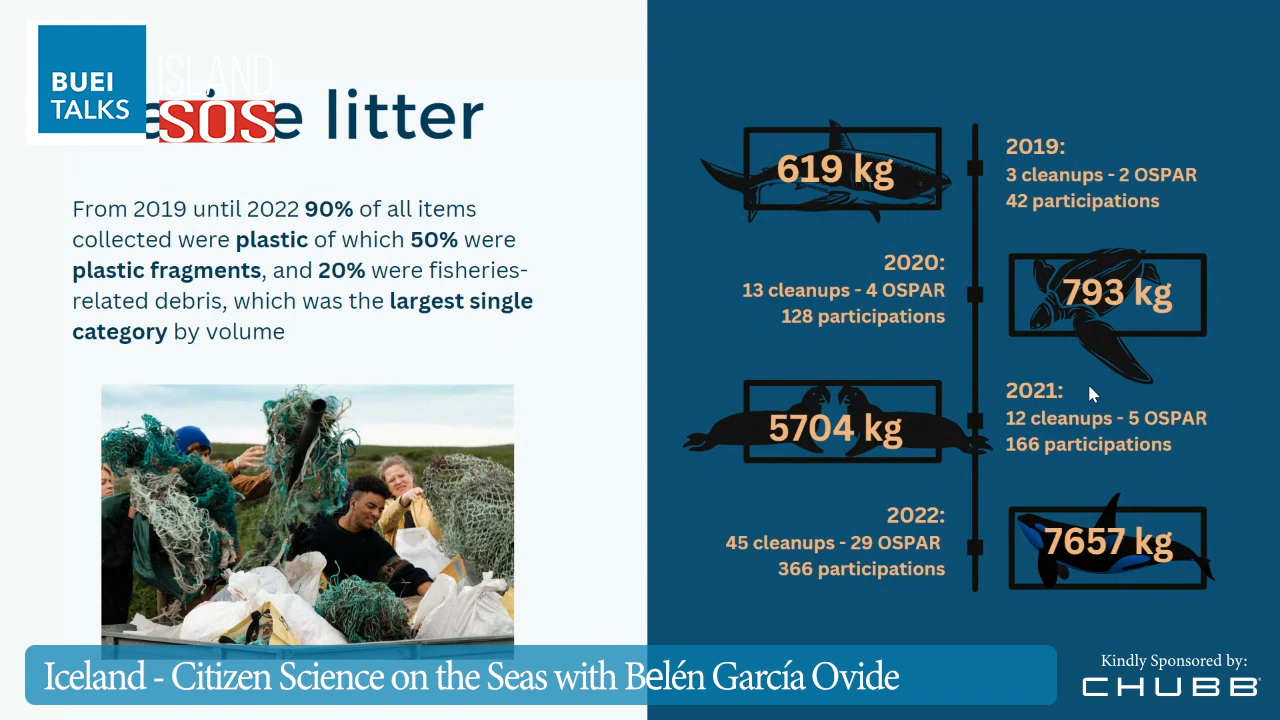 BUEI
TALKS
ISLAND
SOS
litter
From 2019 until 2022 90% of all items
collected were plastic of which 50% were
plastic fragments, and 20% were fisheries-
related debris, which was the largest single
category by volume
619 kg
2019:
3 cleanups - 2 OSPAR
42 participations
2020:
13 cleanups - 4 OSPAR
128 participations
793 kg
5704 kg
2021:
12 cleanups - 5 OSPAR
166 participations
2022:
45 cleanups - 29 OSPAR
366 participations
7657 kg
Iceland - Citizen Science on the Seas with Belén García Ovide
Kindly Sponsored by:
CHUBB